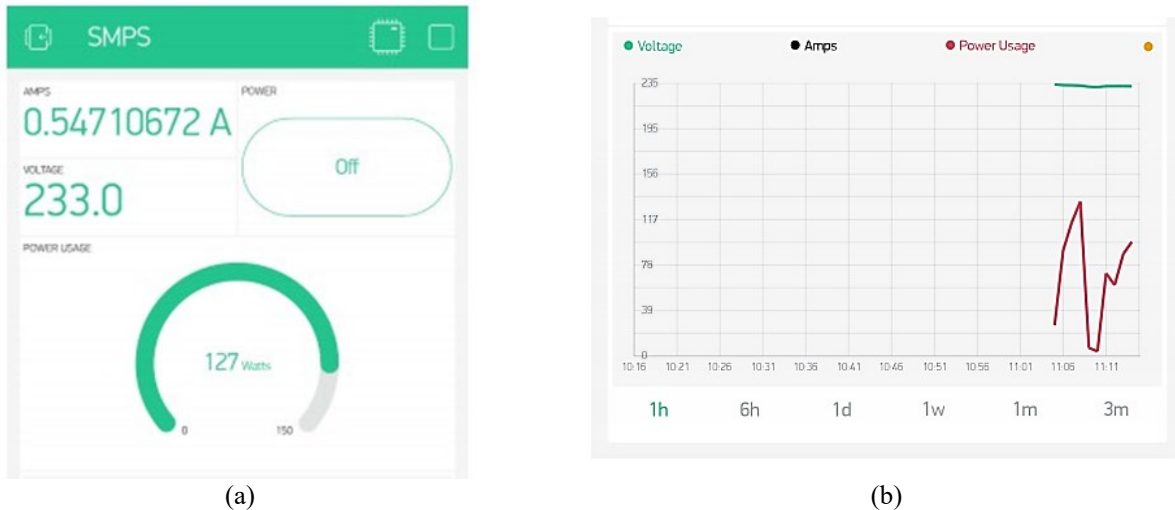 SMPS
AMPS
0.54710672 A
POWER
Off
VOLTAGE
233.0
POWER USAGE
127 Watts
0
150
(a)
Voltage
Amps
Power Usage
235
195
156
117
78
39
0
10:16 10:21 10:26 10:31 10:36 10:41 10:46 10:51 10:56 11:01 11:06 11:11
1h 6h 1d 1w 1m 3m
(b)